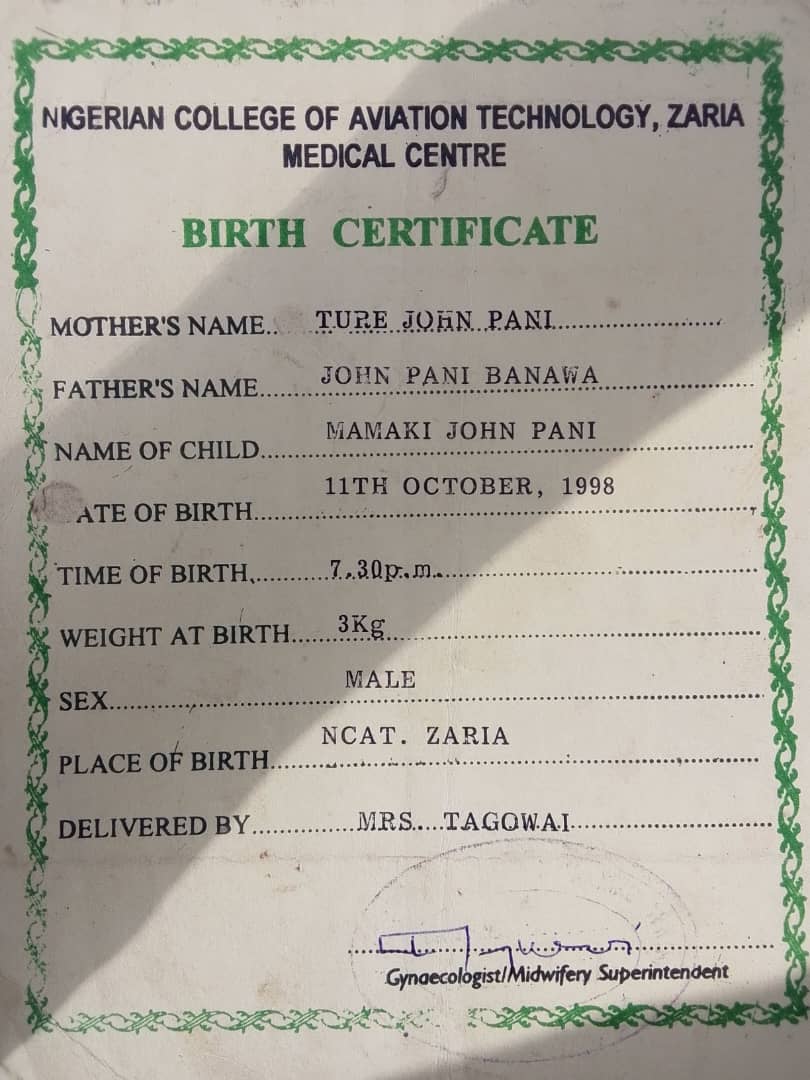 NIGERIAN COLLEGE OF AVIATION TECHNOLOGY, ZARIA
MEDICAL CENTRE
BIRTH CERTIFICATE
MOTHER'S NAME.. TURE JOHN PANI
FATHER'S NAME..... JOHN PANI BANAWA
NAME OF CHILD..... MAMAKI JOHN PANI
ATE OF BIRTH..... 11TH OCTOBER, 1998
TIME OF BIRTH,..... 7.30p.m.
WEIGHT AT BIRTH..... 3Kg
SEX..... MALE
PLACE OF BIRTH..... NCAT. ZARIA
DELIVERED BY..... MRS. TAGOWAI
Gynaecologist/Midwifery Superintendent